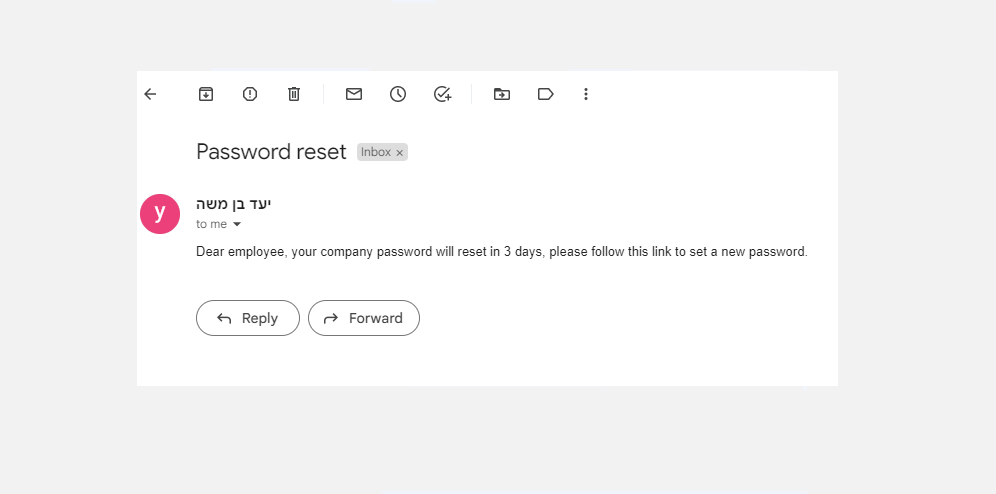 Password reset Inbox ×
y
יעד בן משה
to me
Dear employee, your company password will reset in 3 days, please follow this link to set a new password.
Reply Forward